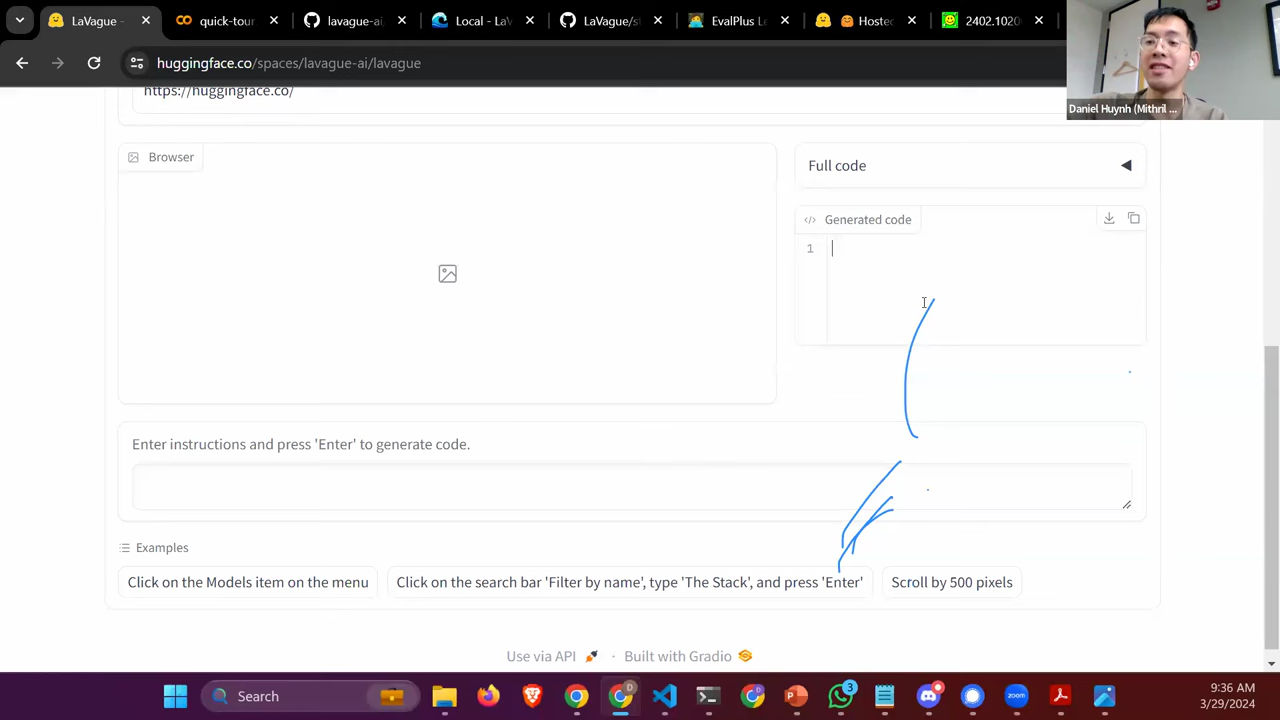 LaVague
quick-tour
lavague-ai
Local - LaV
LaVague/s
EvalPlus Le
Hoste
2402.1020
huggingface.co/spaces/lavague-ai/lavague
Daniel Huynh (Mithril ...
https://huggingface.co/
Browser
Full code
Generated code
1
Enter instructions and press 'Enter' to generate code.
Examples
Click on the Models item on the menu
Click on the search bar 'Filter by name', type 'The Stack', and press 'Enter'
Scroll by 500 pixels
Use via API · Built with Gradio
Search
3
zoom
9:36 AM
3/29/2024